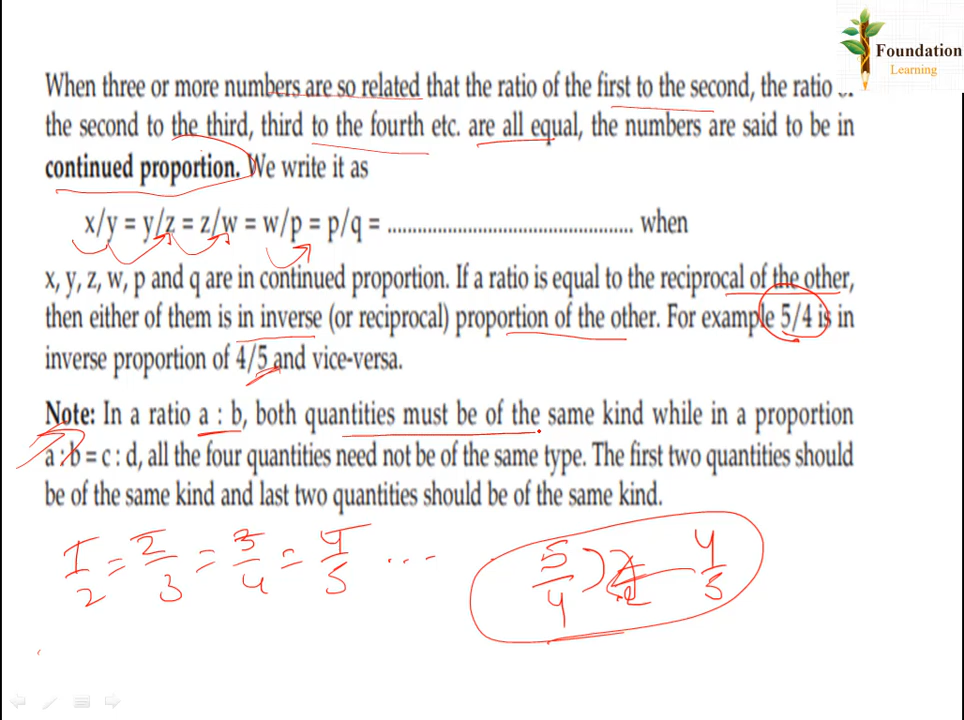 Foundation
Learning
When three or more numbers are so related that the ratio of the first to the second, the ratio
the second to the third, third to the fourth etc. are all equal, the numbers are said to be in
continued proportion. We write it as
x/y = y/z = z/w = w/p = p/q = ................................................ when
x, y, z, w, p and q are in continued proportion. If a ratio is equal to the reciprocal of the other,
then either of them is in inverse (or reciprocal) proportion of the other. For example 5/4 is in
inverse proportion of 4/5 and vice-versa.
Note: In a ratio a : b, both quantities must be of the same kind while in a proportion
a : b = c : d, all the four quantities need not be of the same type. The first two quantities should
be of the same kind and last two quantities should be of the same kind.
1/2 = 2/3 = 3/4 = 4/5 ... 5/4 4/5